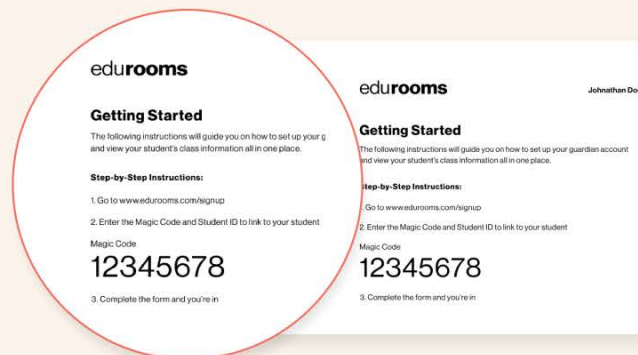 edurooms
Getting Started
The following instructions will guide you on how to set up your g
and view your student's class information all in one place.
Step-by-Step Instructions:
1. Go to www.edurooms.com/signup
2. Enter the Magic Code and Student ID to link to your student
Magic Code
12345678
3. Complete the form and you're in
edurooms
Johnathan Do
Getting Started
The following instructions will guide you on how to set up your guardian account
and view your student's class information all in one place.
Step-by-Step Instructions:
1. Go to www.edurooms.com/signup
2. Enter the Magic Code and Student ID to link to your student
Magic Code
12345678
3. Complete the form and you're in